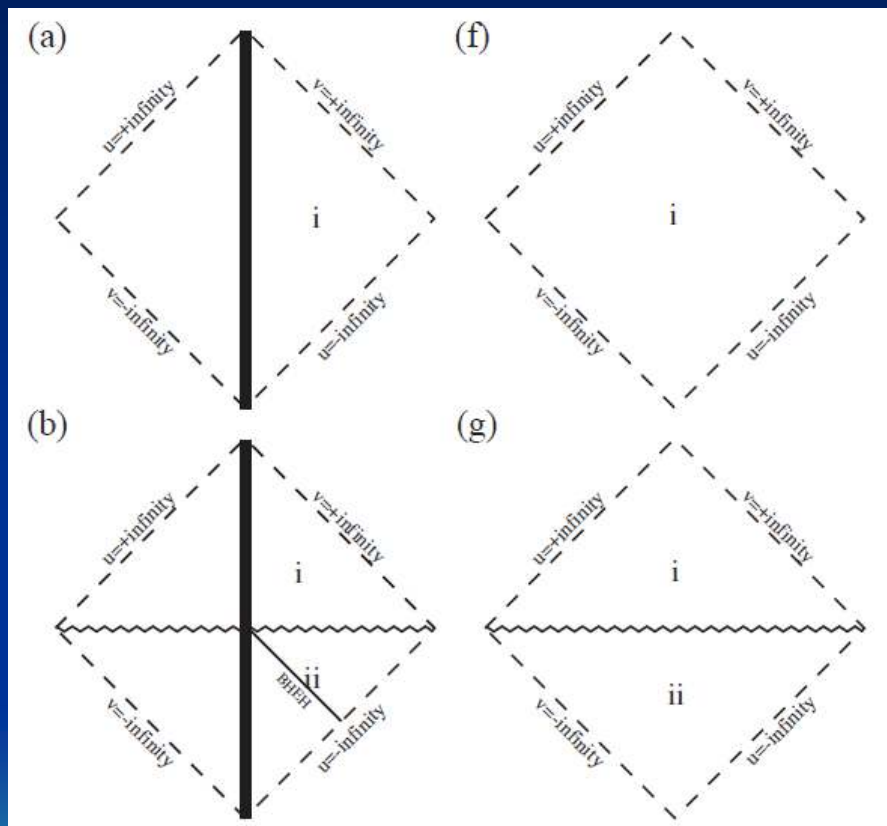 (a)
u=+infinity
v=+infinity
i
v=-infinity
u=-infinity
(f)
u=+infinity
v=+infinity
i
v=-infinity
u=-infinity
(b)
u=+infinity
v=+infinity
i
ii
BHEH
v=-infinity
u=-infinity
(g)
u=+infinity
v=+infinity
i
ii
v=-infinity
u=-infinity